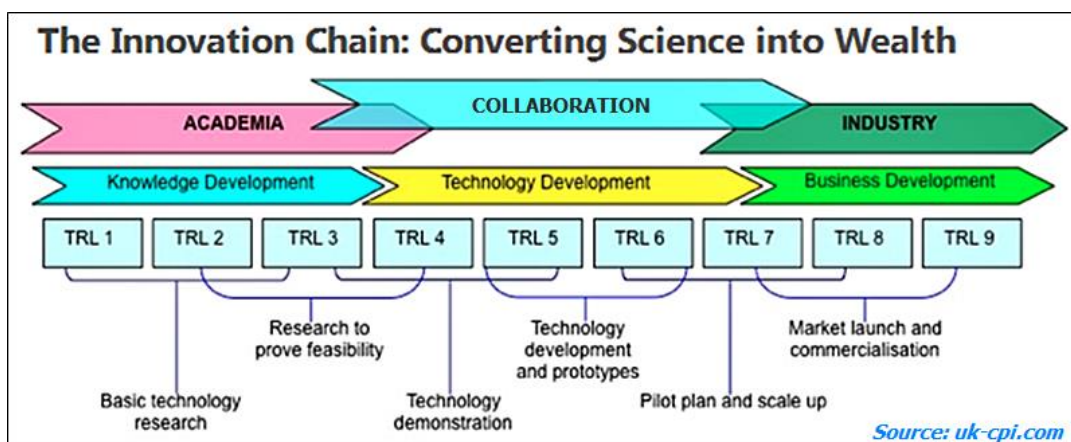 The Innovation Chain: Converting Science into Wealth
COLLABORATION
ACADEMIA
INDUSTRY
Knowledge Development
Technology Development
Business Development
TRL 1
TRL 2
TRL 3
TRL 4
TRL 5
TRL 6
TRL 7
TRL 8
TRL 9
Research to
prove feasibility
Technology
development
and prototypes
Market launch and
commercialisation
Basic technology
research
Technology
demonstration
Pilot plan and scale up
Source: uk-cpi.com